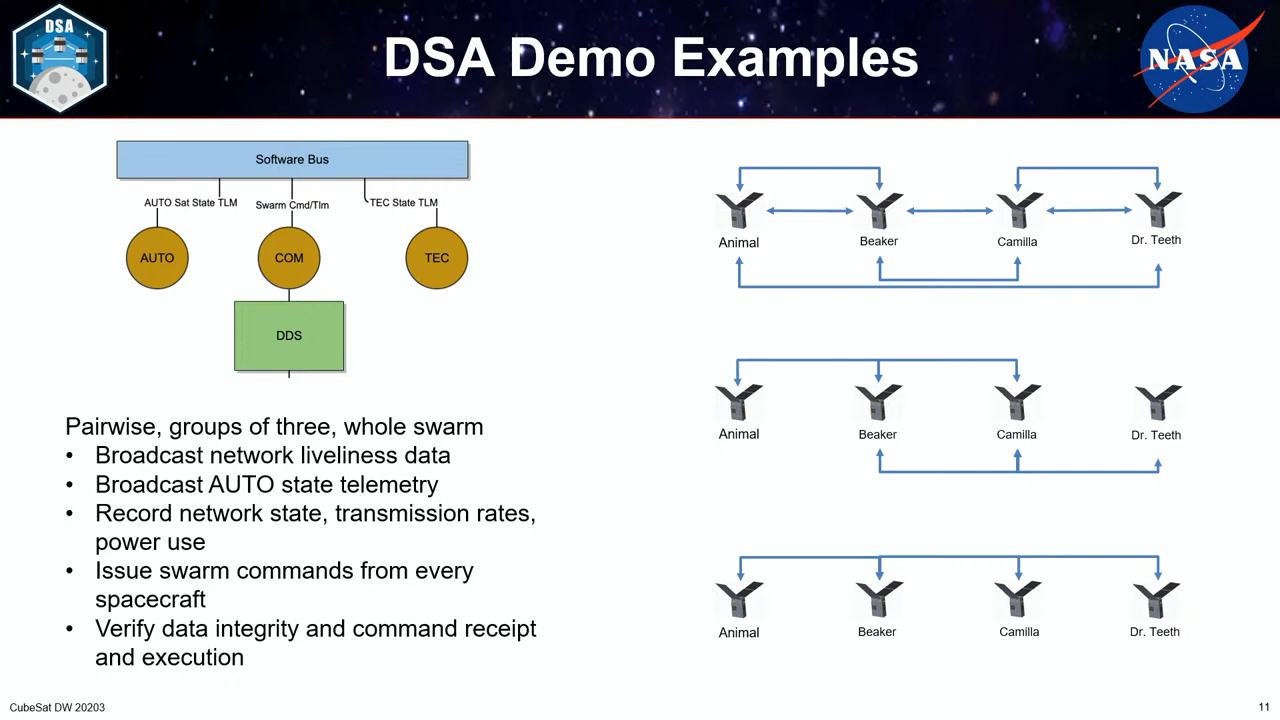 DSA
DSA Demo Examples
NASA
Software Bus
AUTO Sat State TLM
Swarm Cmd/Tlm
TEC State TLM
AUTO
COM
TEC
DDS
Pairwise, groups of three, whole swarm
• Broadcast network liveliness data
• Broadcast AUTO state telemetry
• Record network state, transmission rates,
power use
• Issue swarm commands from every
spacecraft
• Verify data integrity and command receipt
and execution
Animal
Beaker
Camilla
Dr. Teeth
Animal
Beaker
Camilla
Dr. Teeth
Animal
Beaker
Camilla
Dr. Teeth
CubeSat DW 20203
11